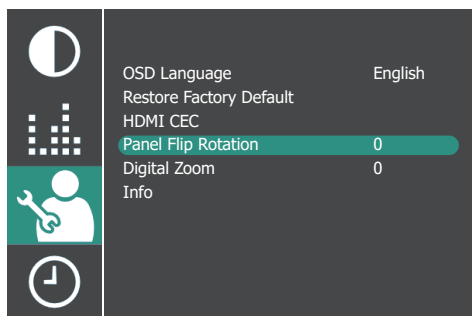 OSD Language English
Restore Factory Default
HDMI CEC
Panel Flip Rotation 0
Digital Zoom 0
Info